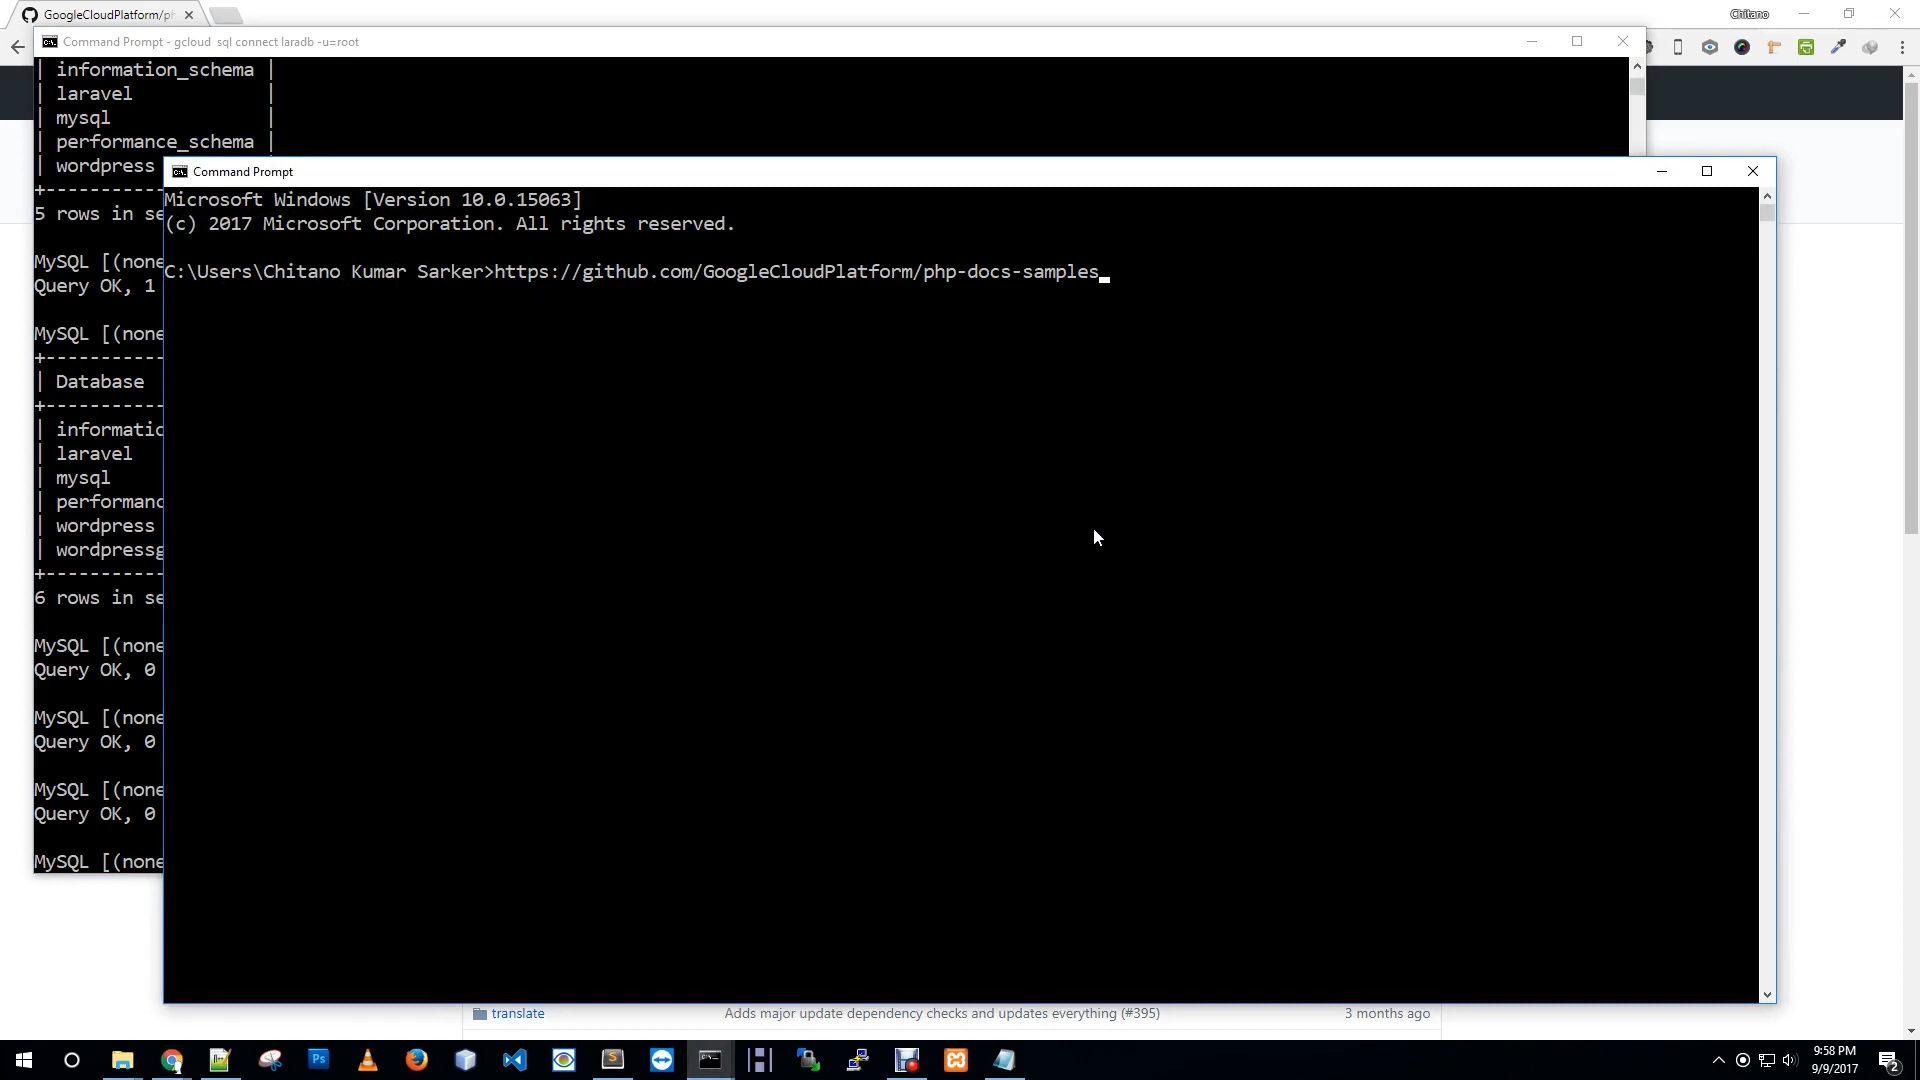 GoogleCloudPlatform/ph
Chitano
Command Prompt - gcloud  sql connect laradb -u=root
| information_schema |
| laravel            |
| mysql              |
| performance_schema |
| wordpress
+-----------
5 rows in se
MySQL [(none
Query OK, 1
MySQL [(none
+-----------
| Database
+-----------
| informatic
| laravel
| mysql
| performanc
| wordpress
| wordpressg
+-----------
6 rows in se
MySQL [(none
Query OK, 0
MySQL [(none
Query OK, 0
MySQL [(none
Query OK, 0
MySQL [(none
Command Prompt
Microsoft Windows [Version 10.0.15063]
(c) 2017 Microsoft Corporation. All rights reserved.
C:\Users\Chitano Kumar Sarker>https://github.com/GoogleCloudPlatform/php-docs-samples_
translate Adds major update dependency checks and updates everything (#395) 3 months ago
9:58 PM
9/9/2017
2